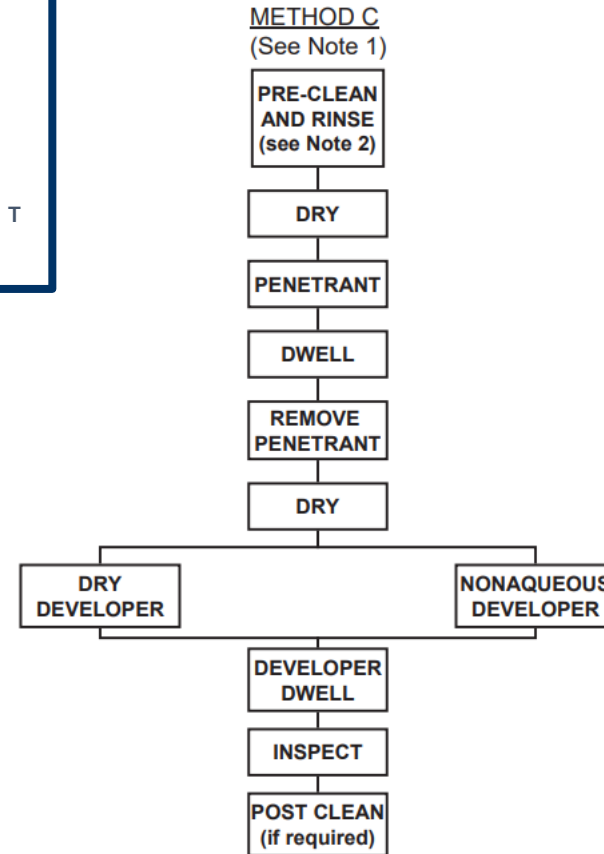 METHOD C
(See Note 1)
PRE-CLEAN
AND RINSE
(see Note 2)
T
DRY
PENETRANT
DWELL
REMOVE
PENETRANT
DRY
DRY
DEVELOPER
NONAQUEOUS
DEVELOPER
DEVELOPER
DWELL
INSPECT
POST CLEAN
(if required)